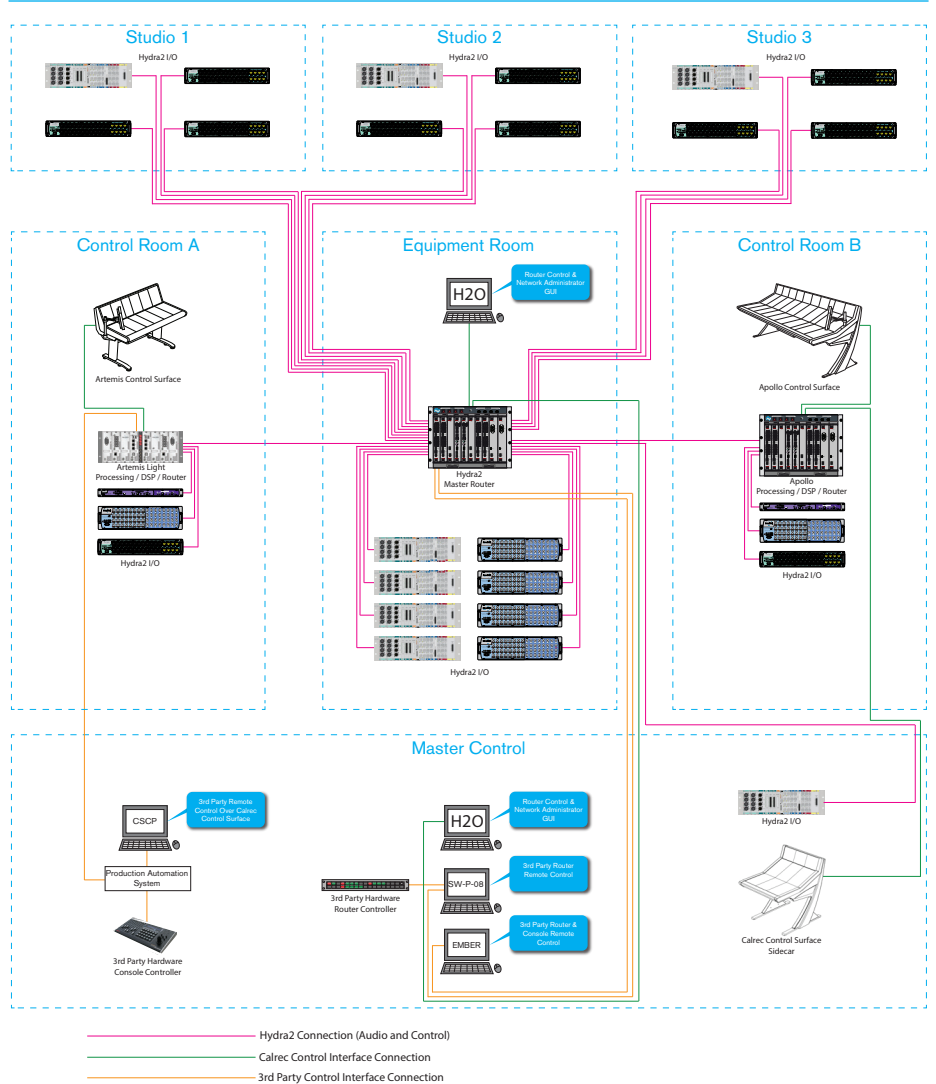 Studio 1
Hydra2 I/O
Studio 2
Hydra2 I/O
Studio 3
Hydra2 I/O
Control Room A
Artemis Control Surface
Artemis Light
Processing / DSP / Router
Hydra2 I/O
Equipment Room
H2O
Router Control &
Network Administrator
GUI
Hydra2
Master Router
Hydra2 I/O
Control Room B
Apollo Control Surface
Apollo
Processing / DSP / Router
Hydra2 I/O
Master Control
CSCP
3rd Party Remote
Control Over Calrec
Control Surface
Production Automation
System
3rd Party Hardware
Console Controller
3rd Party Hardware
Router Controller
H2O
Router Control &
Network Administrator
GUI
SW-P-08
3rd Party Router
Remote Control
EMBER
3rd Party Router &
Console Remote
Control
Hydra2 I/O
Calrec Control Surface
Sidecar
Hydra2 Connection (Audio and Control)
Calrec Control Interface Connection
3rd Party Control Interface Connection